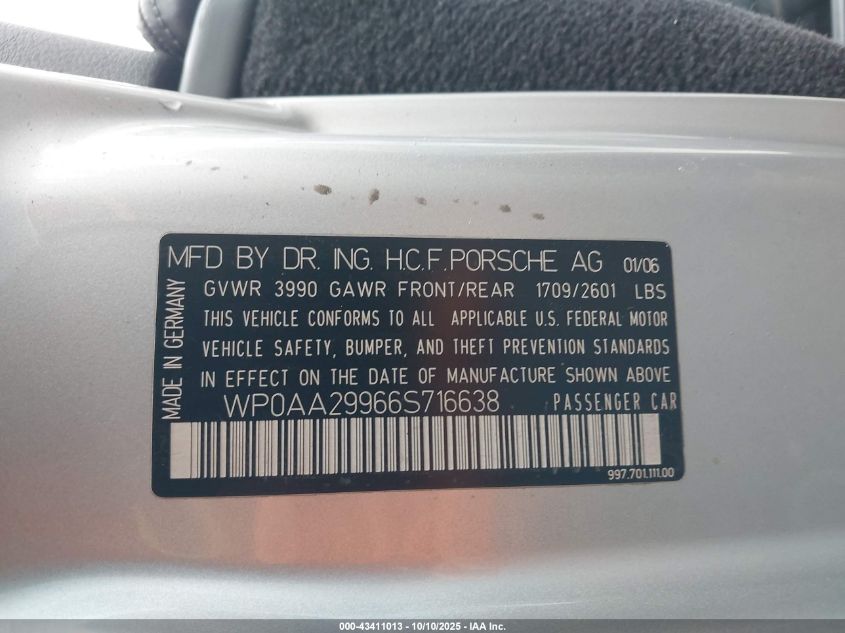 MFD BY DR. ING. H.C.F. PORSCHE AG 01/06
GVWR 3990 GAWR FRONT/REAR 1709/2601 LBS
THIS VEHICLE CONFORMS TO ALL APPLICABLE U.S. FEDERAL MOTOR
VEHICLE SAFETY, BUMPER, AND THEFT PREVENTION STANDARDS
IN EFFECT ON THE DATE OF MANUFACTURE SHOWN ABOVE
WP0AA29966S716638 PASSENGER CAR
997.701.111.00
MADE IN GERMANY
000-43411013 - 10/10/2025 - IAA Inc.